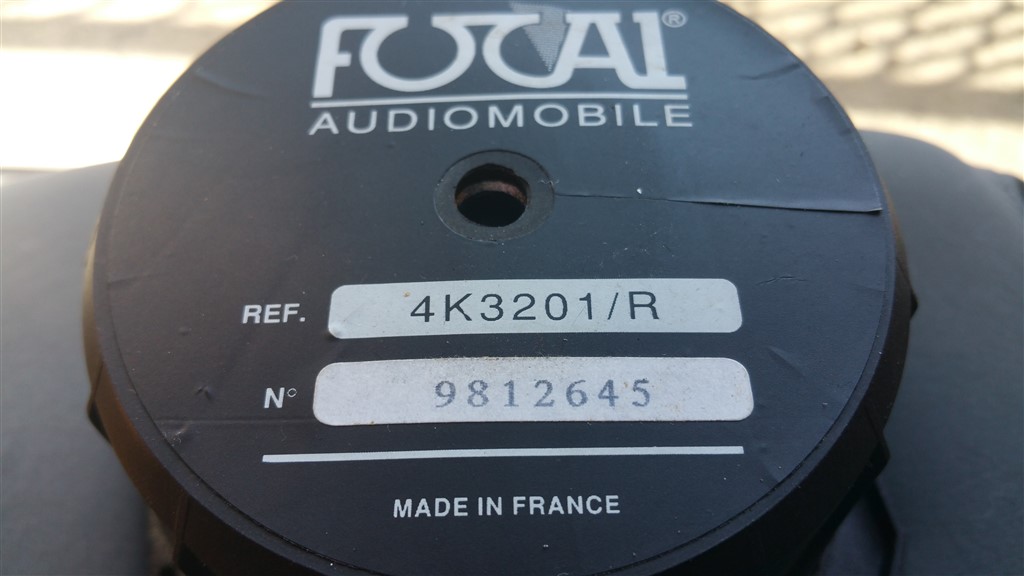 FOCAL®
AUDIOMOBILE
REF. 4K3201/R
N° 9812645
MADE IN FRANCE